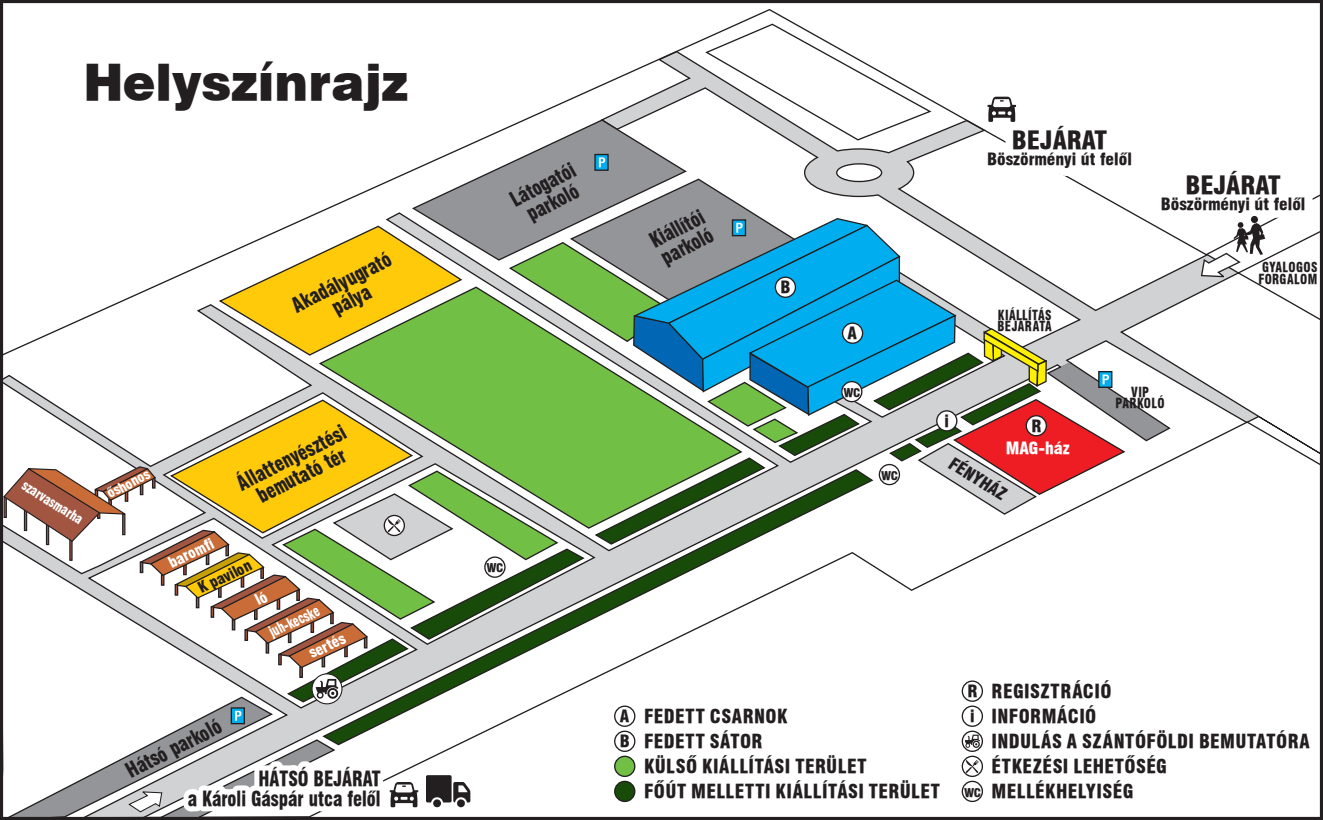 Helyszínrajz
BEJÁRAT
Böszörményi út felől
BEJÁRAT
Böszörményi út felől
GYALOGOS
FORGALOM
Látogatói
parkoló
P
Kiállítói
parkoló
P
Akadályugrató
pálya
B
A
KIÁLLÍTÁS
BEJÁRATA
P
VIP
PARKOLÓ
WC
i
R
MAG-ház
FÉNYHÁZ
WC
Állattenyésztési
bemutató tér
szarvasmarha
őshonos
baromfi
K pavilon
ló
juh-kecske
sertés
WC
Hátsó parkoló
P
HÁTSÓ BEJÁRAT
a Károli Gáspár utca felől
A FEDETT CSARNOK
B FEDETT SÁTOR
KÜLSŐ KIÁLLÍTÁSI TERÜLET
FŐÚT MELLETTI KIÁLLÍTÁSI TERÜLET
R REGISZTRÁCIÓ
i INFORMÁCIÓ
INDULÁS A SZÁNTÓFÖLDI BEMUTATÓRA
ÉTKEZÉSI LEHETŐSÉG
WC MELLÉKHELYISÉG